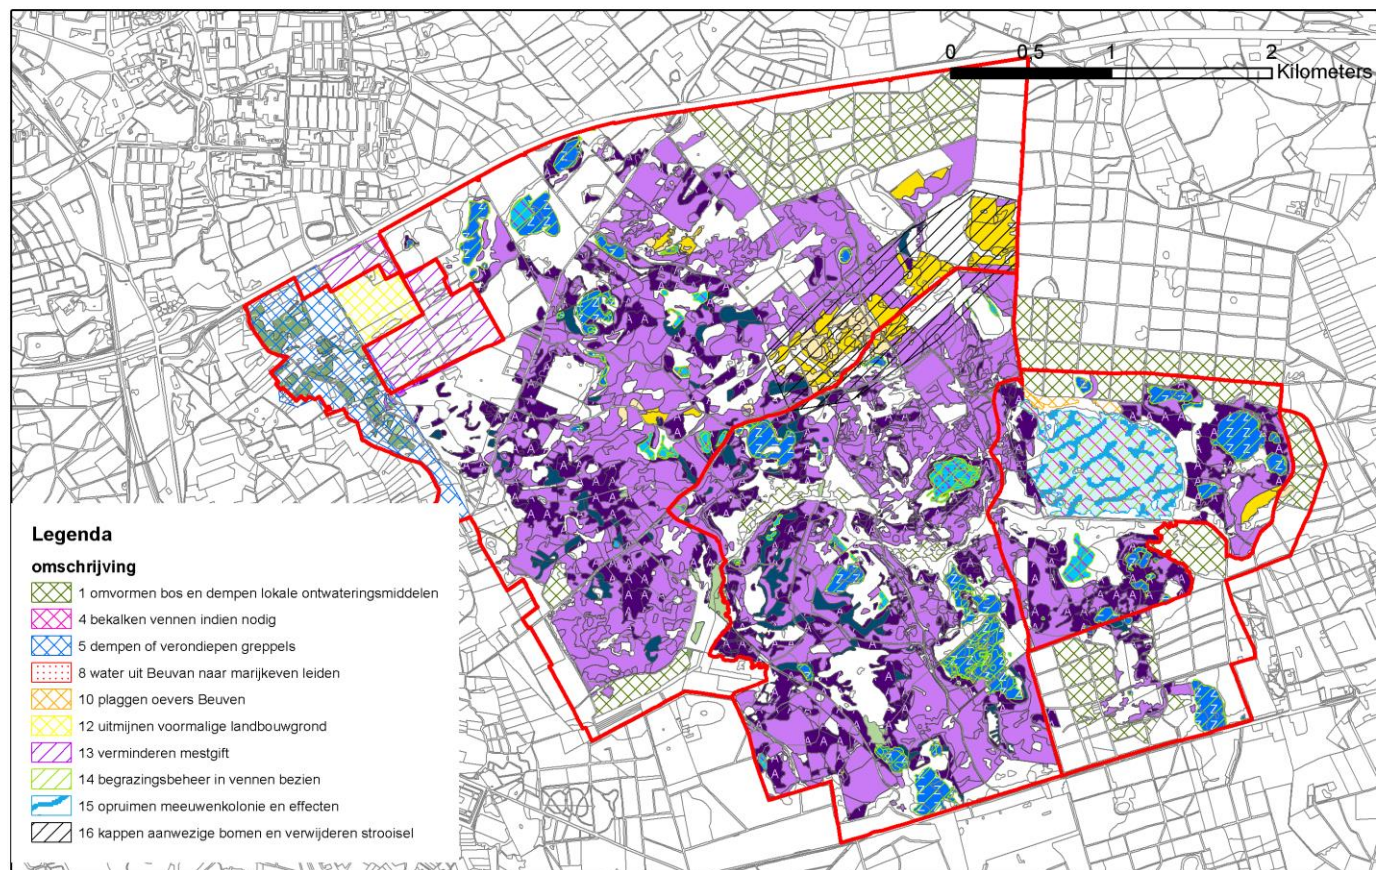 0 0.5 1 2
Kilometers
Legenda
omschrijving
1 omvormen bos en dempen lokale ontwateringsmiddelen
4 bekalken vennen indien nodig
5 dempen of verondiepen greppels
8 water uit Beuvan naar marijkeven leiden
10 plaggen oevers Beuven
12 uitmijnen voormalige landbouwgrond
13 verminderen mestgift
14 begrazingsbeheer in vennen bezien
15 opruimen meeuwenkolonie en effecten
16 kappen aanwezige bomen en verwijderen strooisel